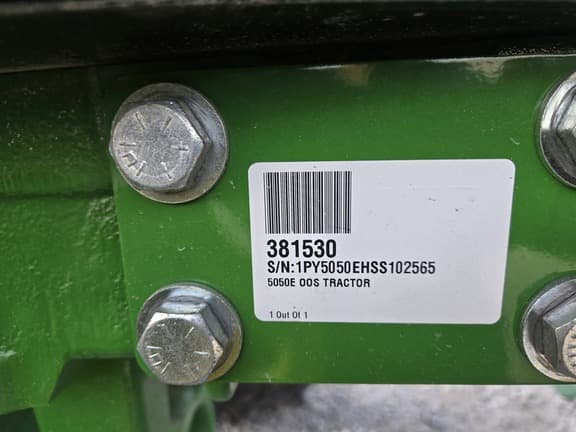 381530
S/N:1PY5050EHSS102565
5050E OOS TRACTOR
1 Out Of 1